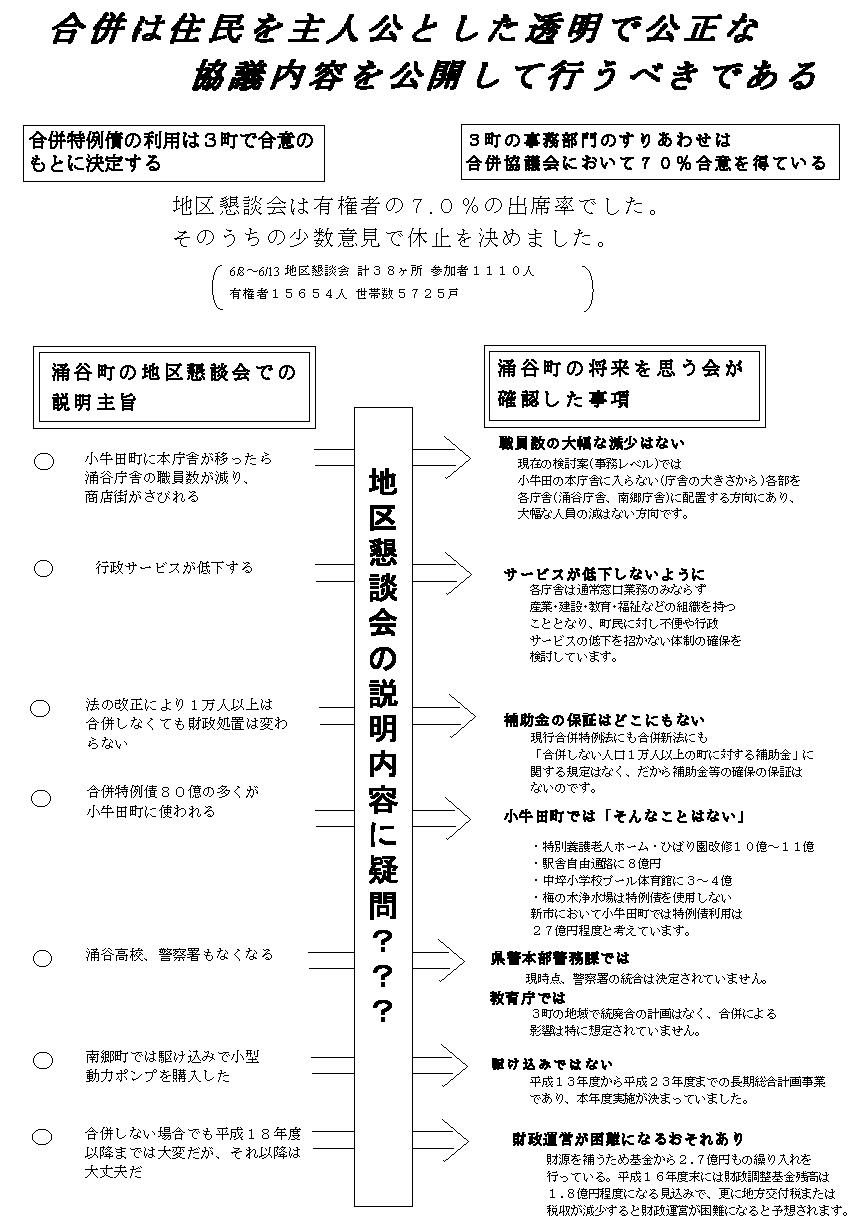 合併は住民を主人公とした透明で公正な
協議内容を公開して行うべきである
合併特例債の利用は３町で合意の
もとに決定する
３町の事務部門のすりあわせは
合併協議会において７０％合意を得ている
地区懇談会は有権者の７.０％の出席率でした。
そのうちの少数意見で休止を決めました。
6/8～6/13 地区懇談会 計３８ヶ所 参加者１１１０人
有権者１５６５４人 世帯数５７２５戸
涌谷町の地区懇談会での
説明主旨
涌谷町の将来を思う会が
確認した事項
地区懇談会の説明内容に疑問？？？
○ 小牛田町に本庁舎が移ったら
涌谷庁舎の職員数が減り、
商店街がさびれる
職員数の大幅な減少はない
現在の検討案(事務レベル)では
小牛田の本庁舎に入らない(庁舎の大きさから)各部を
各庁舎(涌谷庁舎、南郷庁舎)に配置する方向にあり、
大幅な人員の減はない方向です。
○ 行政サービスが低下する
サービスが低下しないように
各庁舎は通常窓口業務のみならず
産業・建設・教育・福祉などの組織を持つ
こととなり、町民に対し不便や行政
サービスの低下を招かない体制の確保を
検討しています。
○ 法の改正により１万人以上は
合併しなくても財政処置は変わ
らない
補助金の保証はどこにもない
現行合併特例法にも合併新法にも
「合併しない人口１万人以上の町に対する補助金」に
関する規定はなく、だから補助金等の確保の保証は
ないのです。
○ 合併特例債８０億の多くが
小牛田町に使われる
小牛田町では「そんなことはない」
・特別養護老人ホーム・ひばり園改修１０億～１１億
・駅舎自由通路に８億円
・中埣小学校プール体育館に３～４億
・梅の木浄水場は特例債を使用しない
新市において小牛田町では特例債利用は
２７億円程度と考えています。
○ 涌谷高校、警察署もなくなる
県警本部警務課では
現時点、警察署の統合は決定されていません。
教育庁では
３町の地域で統廃合の計画はなく、合併による
影響は特に想定されていません。
○ 南郷町では駆け込みで小型
動力ポンプを購入した
駆け込みではない
平成１３年度から平成２３年度までの長期総合計画事業
であり、本年度実施が決まっていました。
○ 合併しない場合でも平成１８年度
以降までは大変だが、それ以降は
大丈夫だ
財政運営が困難になるおそれあり
財源を補うため基金から２.７億円もの繰り入れを
行っている。平成１６年度末には財政調整基金残高は
１.８億円程度になる見込みで、更に地方交付税または
税収が減少すると財政運営が困難になると予想されます。